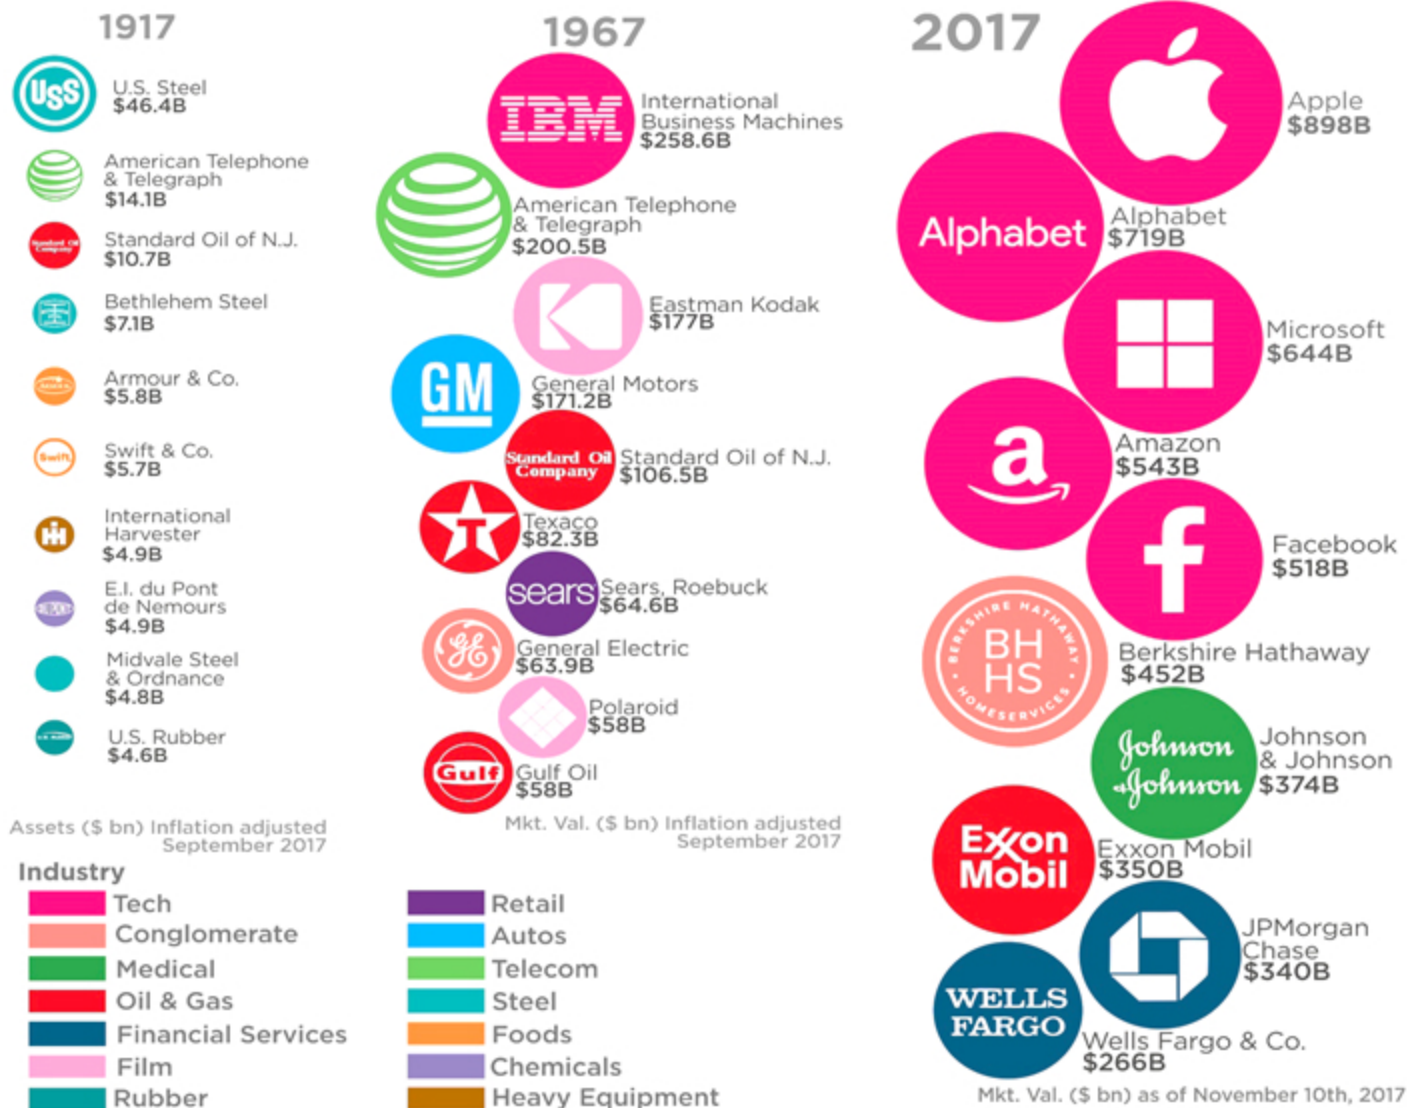 1917
USS
U.S. Steel
$46.4B
American Telephone
& Telegraph
$14.1B
Standard Oil
Company
Standard Oil of N.J.
$10.7B
Bethlehem Steel
$7.1B
Armour & Co.
$5.8B
Swift
Swift & Co.
$5.7B
International
Harvester
$4.9B
E.I. du Pont
de Nemours
$4.9B
Midvale Steel
& Ordnance
$4.8B
U.S. Rubber
$4.6B
Assets ($ bn) Inflation adjusted
September 2017
1967
IBM
International
Business Machines
$258.6B
American Telephone
& Telegraph
$200.5B
Eastman Kodak
$177B
GM
General Motors
$171.2B
Standard Oil
Company
Standard Oil of N.J.
$106.5B
T
Texaco
$82.3B
sears
Sears, Roebuck
$64.6B
GE
General Electric
$63.9B
Polaroid
$58B
Gulf
Gulf Oil
$58B
Mkt. Val. ($ bn) Inflation adjusted
September 2017
2017
Apple
$898B
Alphabet
Alphabet
$719B
Microsoft
$644B
a
Amazon
$543B
f
Facebook
$518B
BERKSHIRE HATHAWAY
BH
HS
HOMESERVICES
Berkshire Hathaway
$452B
Johnson
&Johnson
Johnson
& Johnson
$374B
Exxon
Mobil
Exxon Mobil
$350B
JPMorgan
Chase
$340B
WELLS
FARGO
Wells Fargo & Co.
$266B
Mkt. Val. ($ bn) as of November 10th, 2017
Industry
Tech
Conglomerate
Medical
Oil & Gas
Financial Services
Film
Rubber
Retail
Autos
Telecom
Steel
Foods
Chemicals
Heavy Equipment